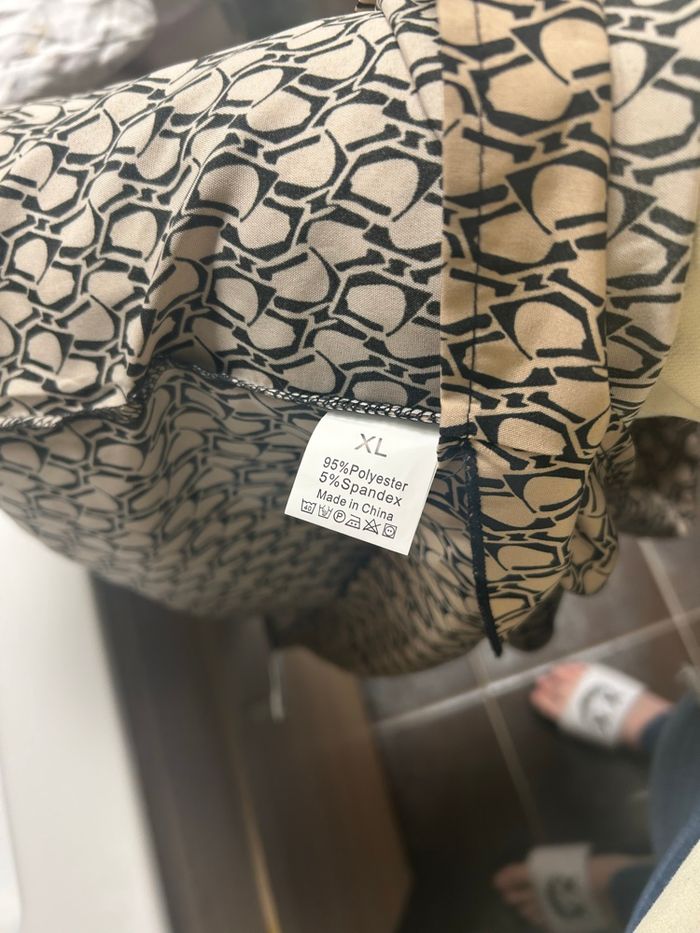 XL
95%Polyester
5%Spandex
Made in China